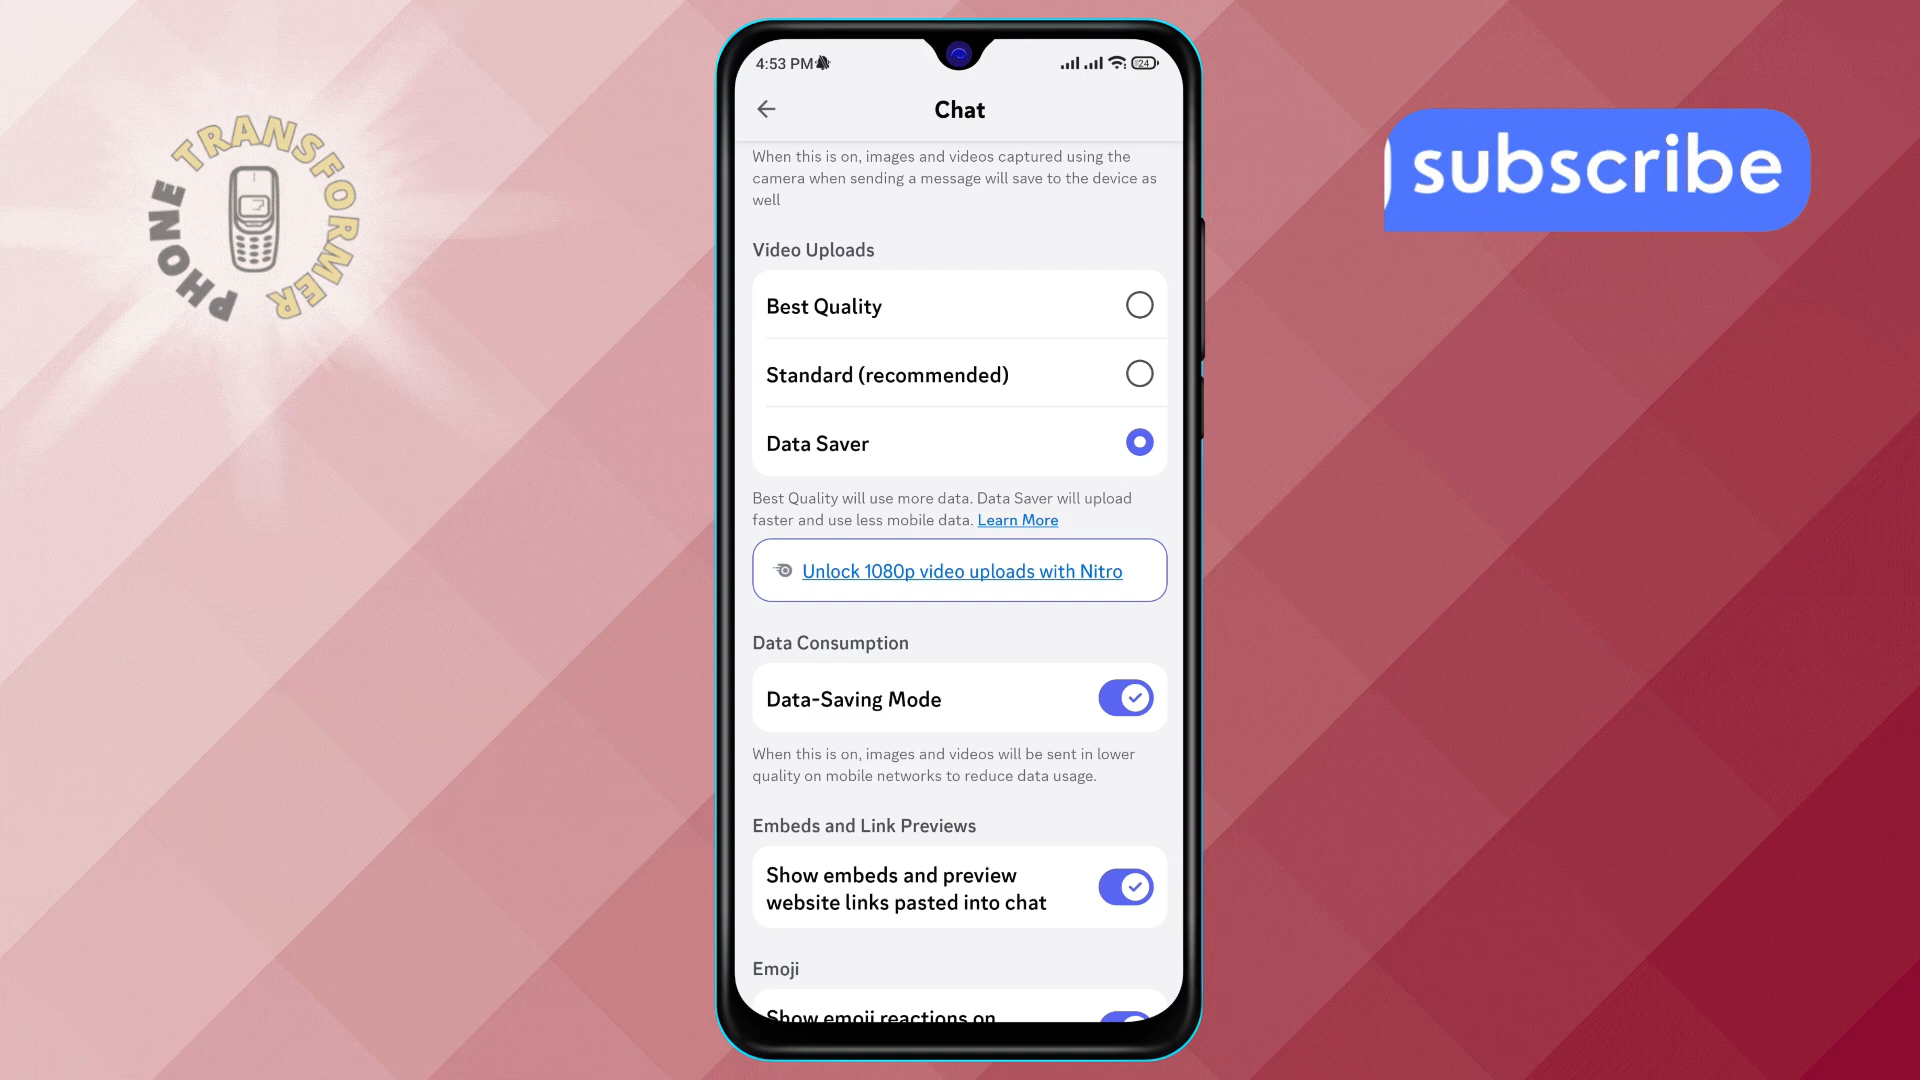 PHONE TRANSFORMER
subscribe
4:53 PM
24
Chat
When this is on, images and videos captured using the
camera when sending a message will save to the device as
well
Video Uploads
Best Quality
Standard (recommended)
Data Saver
Best Quality will use more data. Data Saver will upload
faster and use less mobile data. Learn More
Unlock 1080p video uploads with Nitro
Data Consumption
Data-Saving Mode
When this is on, images and videos will be sent in lower
quality on mobile networks to reduce data usage.
Embeds and Link Previews
Show embeds and preview
website links pasted into chat
Emoji
Show emoji reactions on